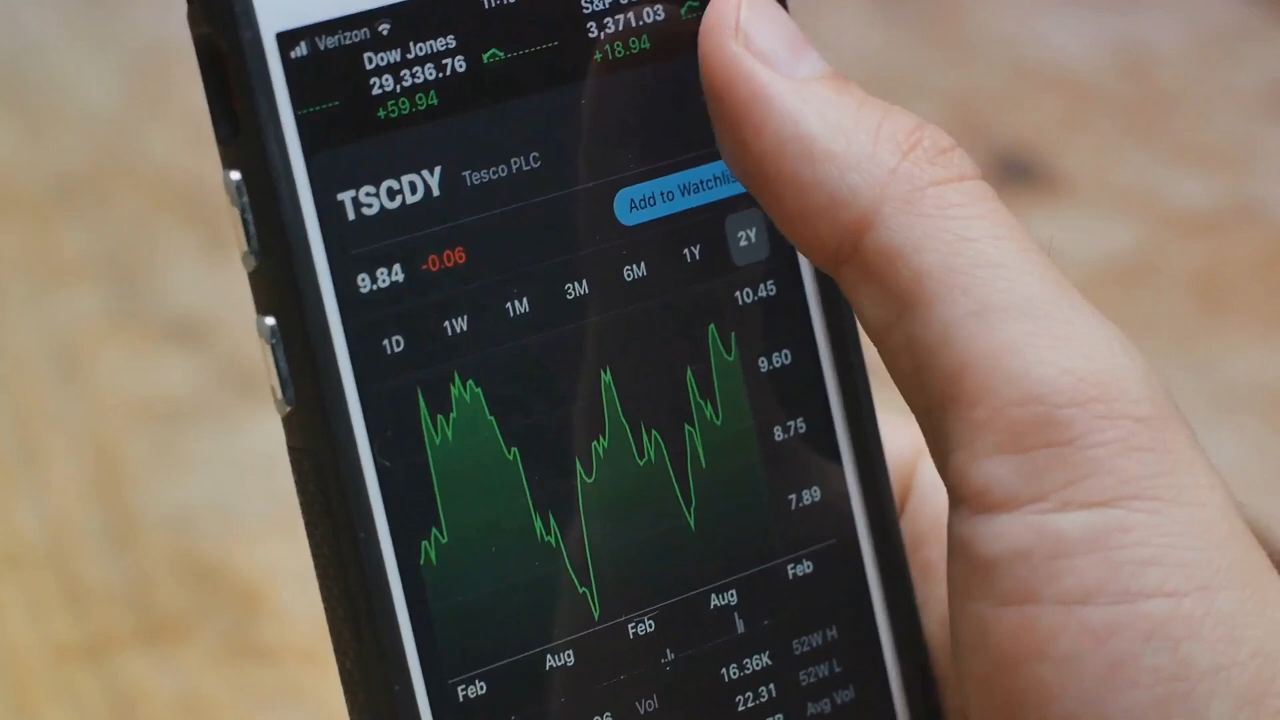 Verizon
Dow Jones
29,336.76
+59.94
3,371.03
+18.94
TSCDY Tesco PLC
Add to
9.84 -0.06
1D 1W 1M 3M 6M 1Y 2Y
10.45
9.60
8.75
7.89
Feb Aug Feb Aug Feb
Vol 16.36K 52W H
22.31 52W L
Avg Vol